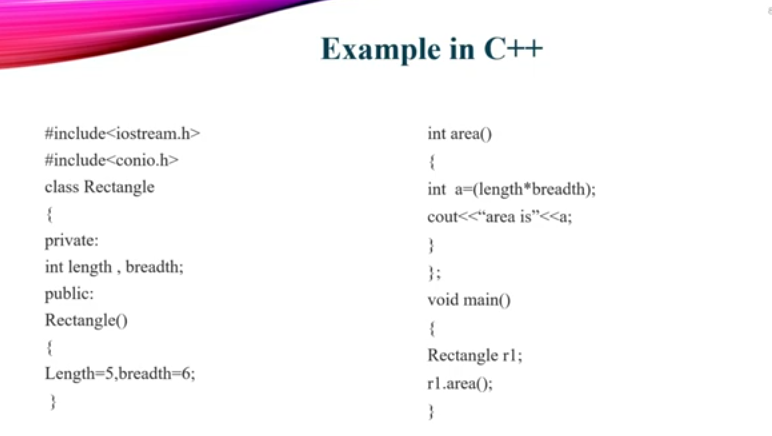 8
Example in C++
#include<iostream.h>
#include<conio.h>
class Rectangle
{
private:
int length , breadth;
public:
Rectangle()
{
Length=5,breadth=6;
}
int area()
{
int  a=(length*breadth);
cout<<“area is”<<a;
}
};
void main()
{
Rectangle r1;
r1.area();
}